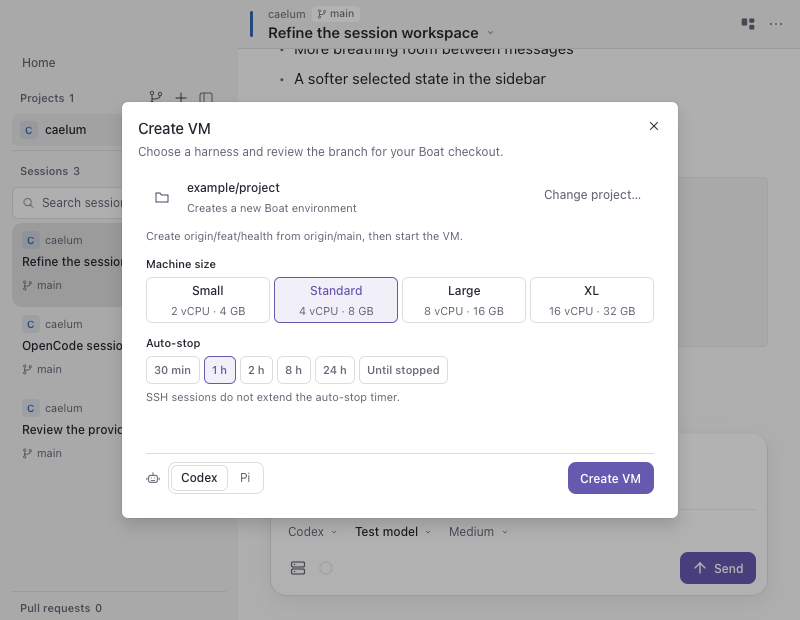 caelum main
Refine the session workspace
Home
More breathing room between messages
• A softer selected state in the sidebar
Projects 1
C caelum
Sessions 3
Search session
C caelum
Refine the session
main
C caelum
OpenCode sessio
main
C caelum
Review the provid
main
Pull requests 0
Create VM
Choose a harness and review the branch for your Boat checkout.
example/project
Creates a new Boat environment
Change project...
Create origin/feat/health from origin/main, then start the VM.
Machine size
Small Standard Large XL
2 vCPU · 4 GB 4 vCPU · 8 GB 8 vCPU · 16 GB 16 vCPU · 32 GB
Auto-stop
30 min 1 h 2 h 8 h 24 h Until stopped
SSH sessions do not extend the auto-stop timer.
Codex Pi Create VM
Codex Test model Medium
Send